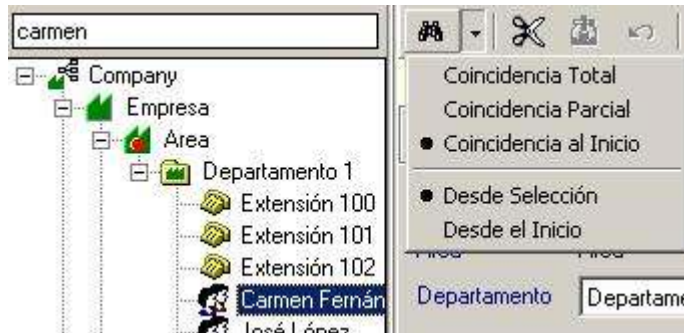 carmen
Company
Empresa
Area
Departamento 1
Extensión 100
Extensión 101
Extensión 102
Carmen Fernán
José López
Coincidencia Total
Coincidencia Parcial
Coincidencia al Inicio
Desde Selección
Desde el Inicio
Departamento
Departame